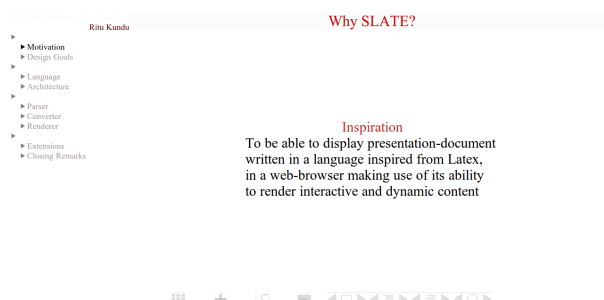 Why SLATE?
Ritu Kundu
Motivation
Design Goals
Language
Architecture
Parser
Converter
Renderer
Extensions
Closing Remarks
Inspiration
To be able to display presentation-document
written in a language inspired from Latex,
in a web-browser making use of its ability
to render interactive and dynamic content